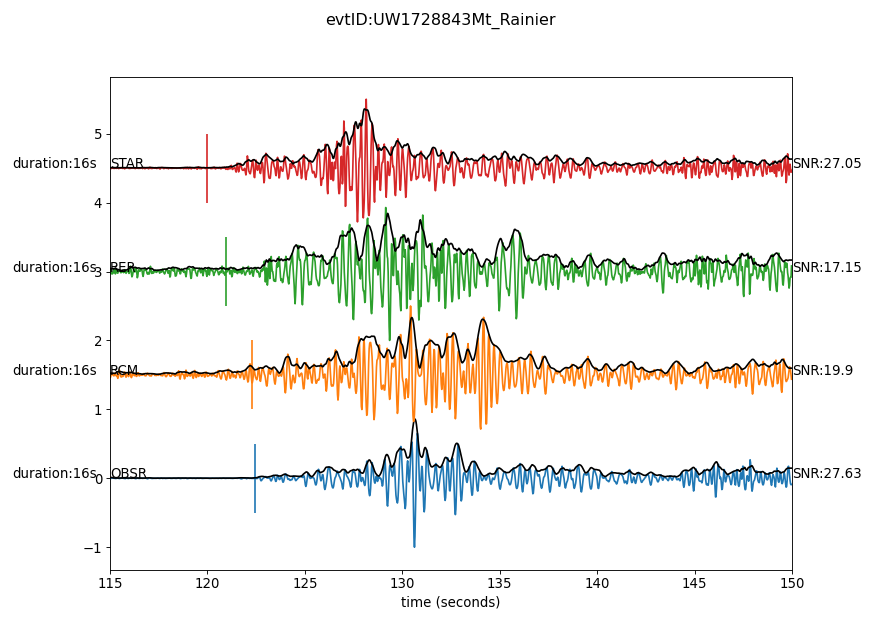 evtID:UW1728843Mt_Rainier
5
duration:16s STAR SNR:27.05
4
duration:16s RER SNR:17.15
3
2
duration:16s RCM SNR:19.9
1
duration:16s OBSR SNR:27.63
0
−1
115 120 125 130 135 140 145 150
time (seconds)